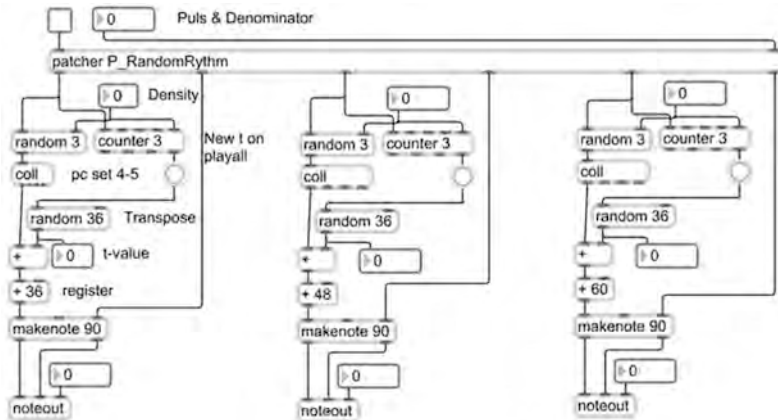 0 Puls & Denominator
patcher P_RandomRythm
0 Density
0
0
random 3 counter 3
New t on
playall
random 3 counter 3
random 3 counter 3
coll pc set 4-5
coll
coll
random 36 Transpose
random 36
random 36
+ 0 t-value
+ 0
+ 0
+ 36 register
+ 48
+ 60
makenote 90
makenote 90
makenote 90
0
0
0
noteout
noteout
noteout